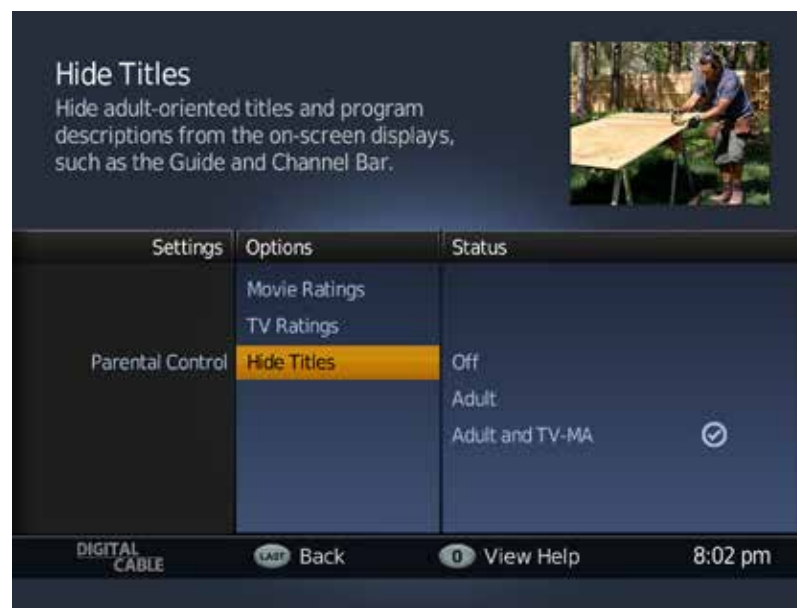 Hide Titles
Hide adult-oriented titles and program
descriptions from the on-screen displays,
such as the Guide and Channel Bar.
Settings Options Status
Movie Ratings
TV Ratings
Parental Control Hide Titles Off
Adult
Adult and TV-MA
DIGITAL
CABLE
LAST Back 0 View Help 8:02 pm